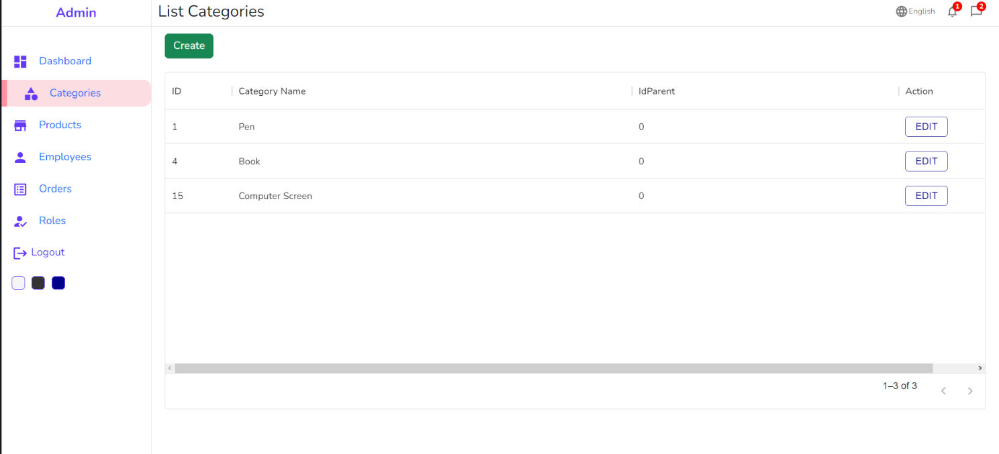 Admin
List Categories
English
1
2
Create
Dashboard
Categories
Products
Employees
Orders
Roles
Logout
ID Category Name IdParent Action
1 Pen 0 EDIT
4 Book 0 EDIT
15 Computer Screen 0 EDIT
1–3 of 3